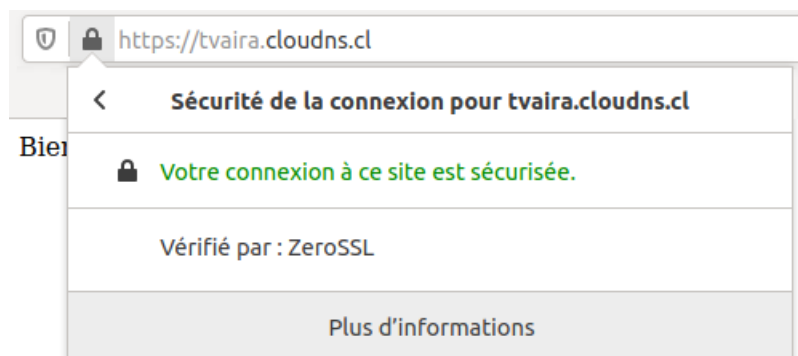 https://tvaira.cloudns.cl
Sécurité de la connexion pour tvaira.cloudns.cl
Votre connexion à ce site est sécurisée.
Vérifié par : ZeroSSL
Plus d’informations